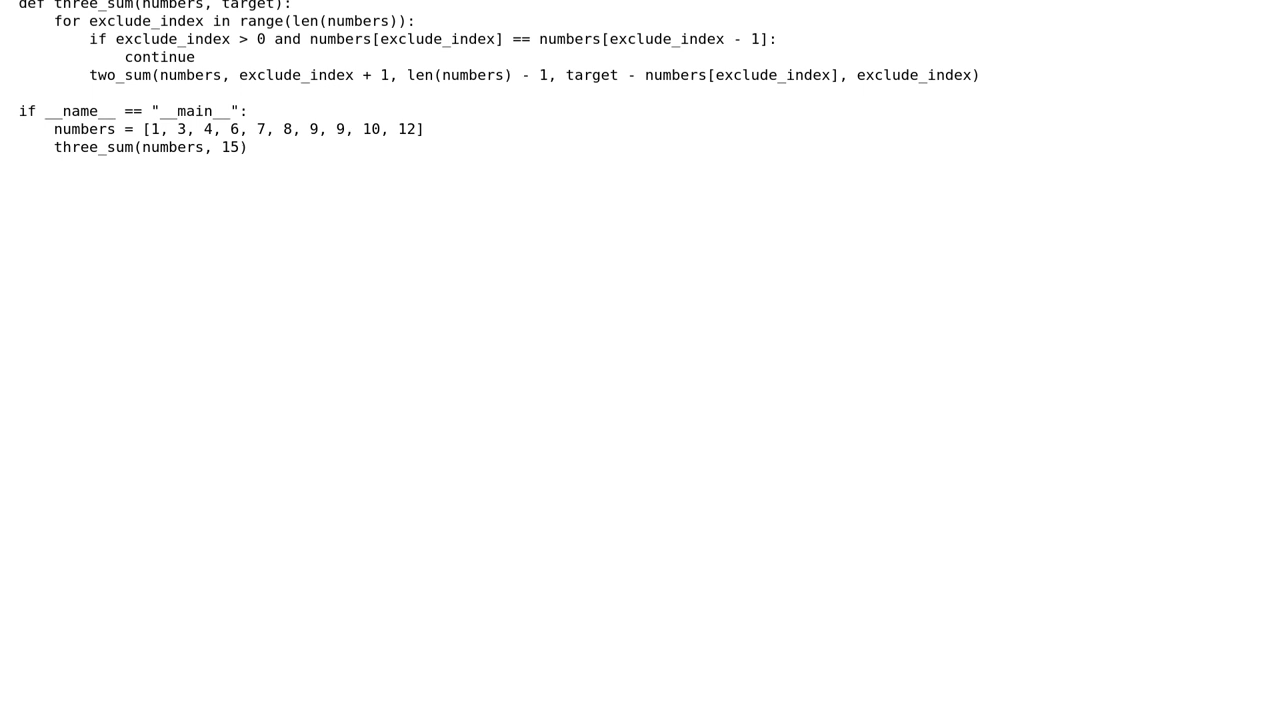 def three_sum(numbers, target):
    for exclude_index in range(len(numbers)):
        if exclude_index > 0 and numbers[exclude_index] == numbers[exclude_index - 1]:
            continue
        two_sum(numbers, exclude_index + 1, len(numbers) - 1, target - numbers[exclude_index], exclude_index)

if __name__ == "__main__":
    numbers = [1, 3, 4, 6, 7, 8, 9, 9, 10, 12]
    three_sum(numbers, 15)